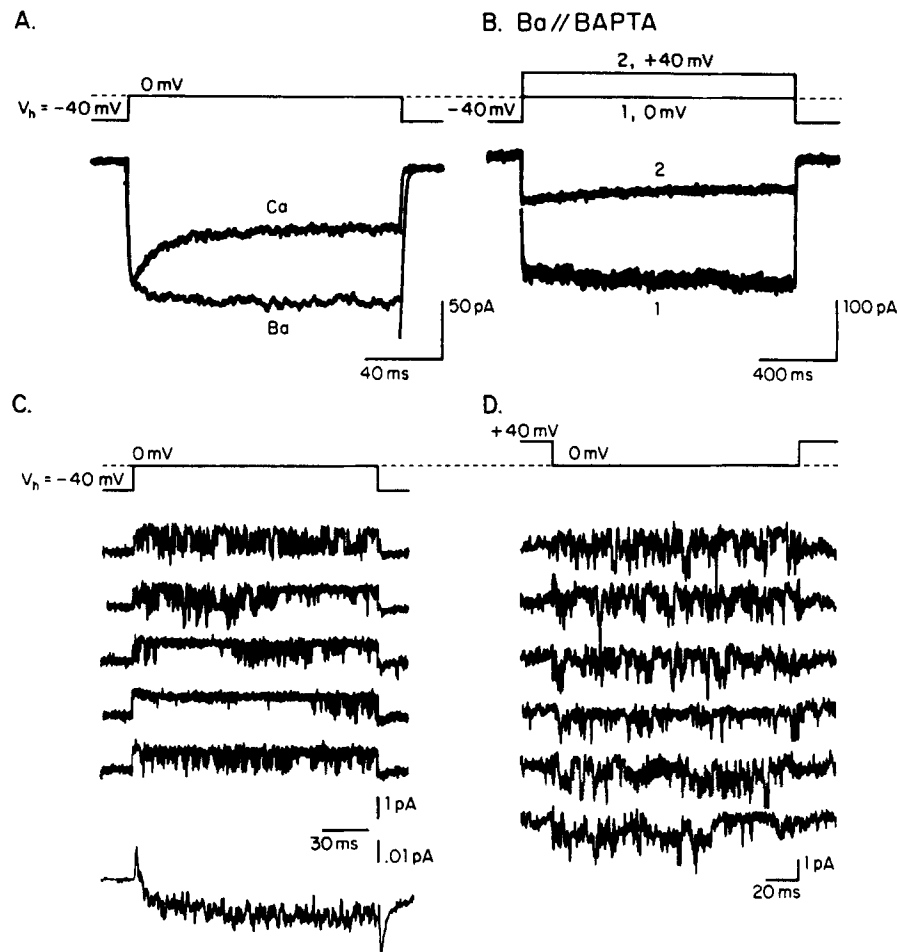 A.
0 mV
Vh = −40 mV
Ca
Ba
50 pA
40 ms
B. Ba // BAPTA
2, +40 mV
−40 mV
1, 0 mV
2
1
100 pA
400 ms
C.
0 mV
Vh = −40 mV
1 pA
30 ms
.01 pA
D.
+40 mV
0 mV
1 pA
20 ms